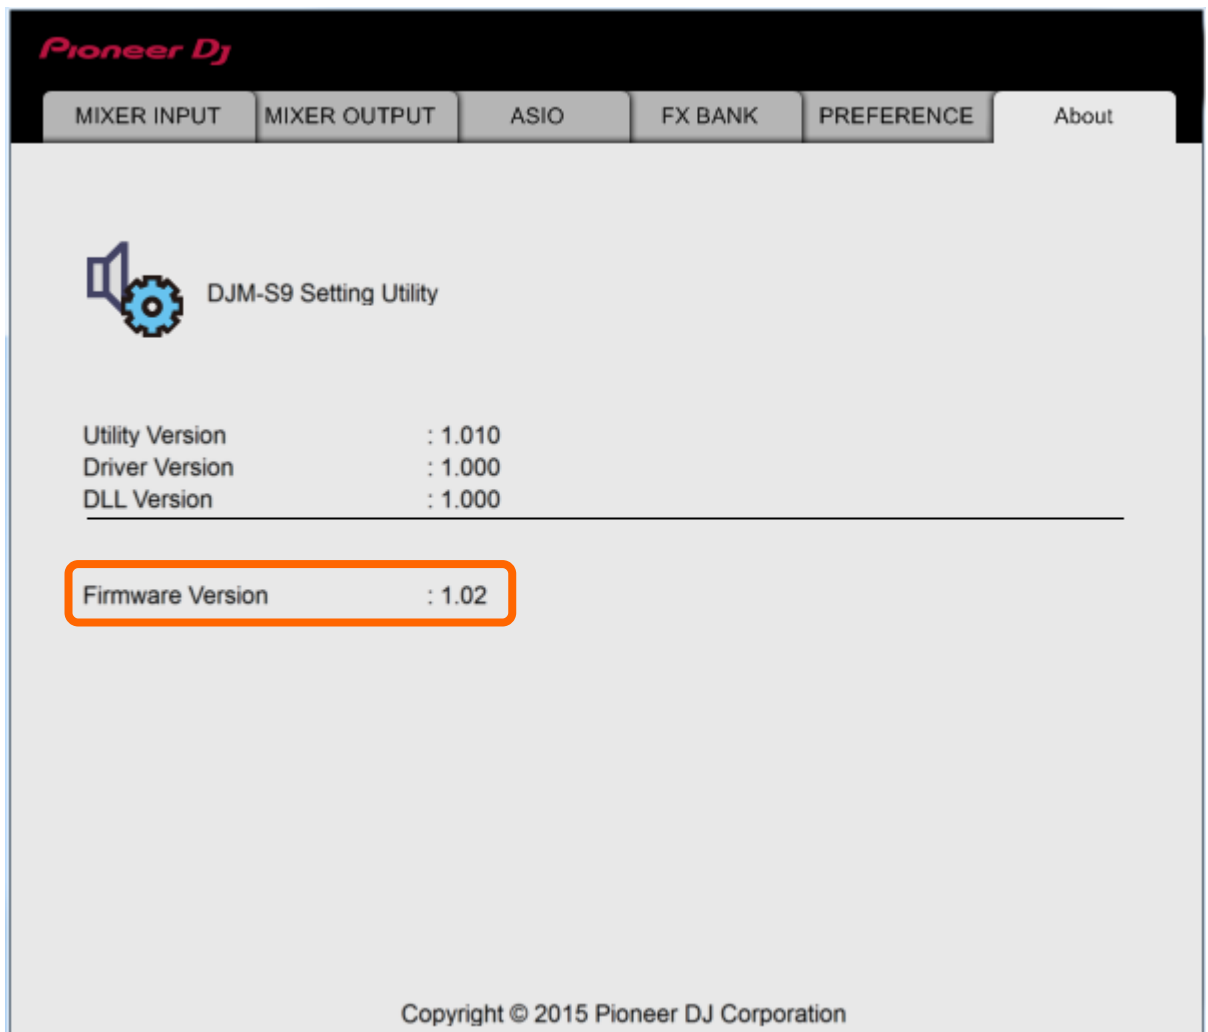 Pioneer Dj
MIXER INPUT MIXER OUTPUT ASIO FX BANK PREFERENCE About
DJM-S9 Setting Utility
Utility Version : 1.010
Driver Version : 1.000
DLL Version : 1.000
Firmware Version : 1.02
Copyright © 2015 Pioneer DJ Corporation